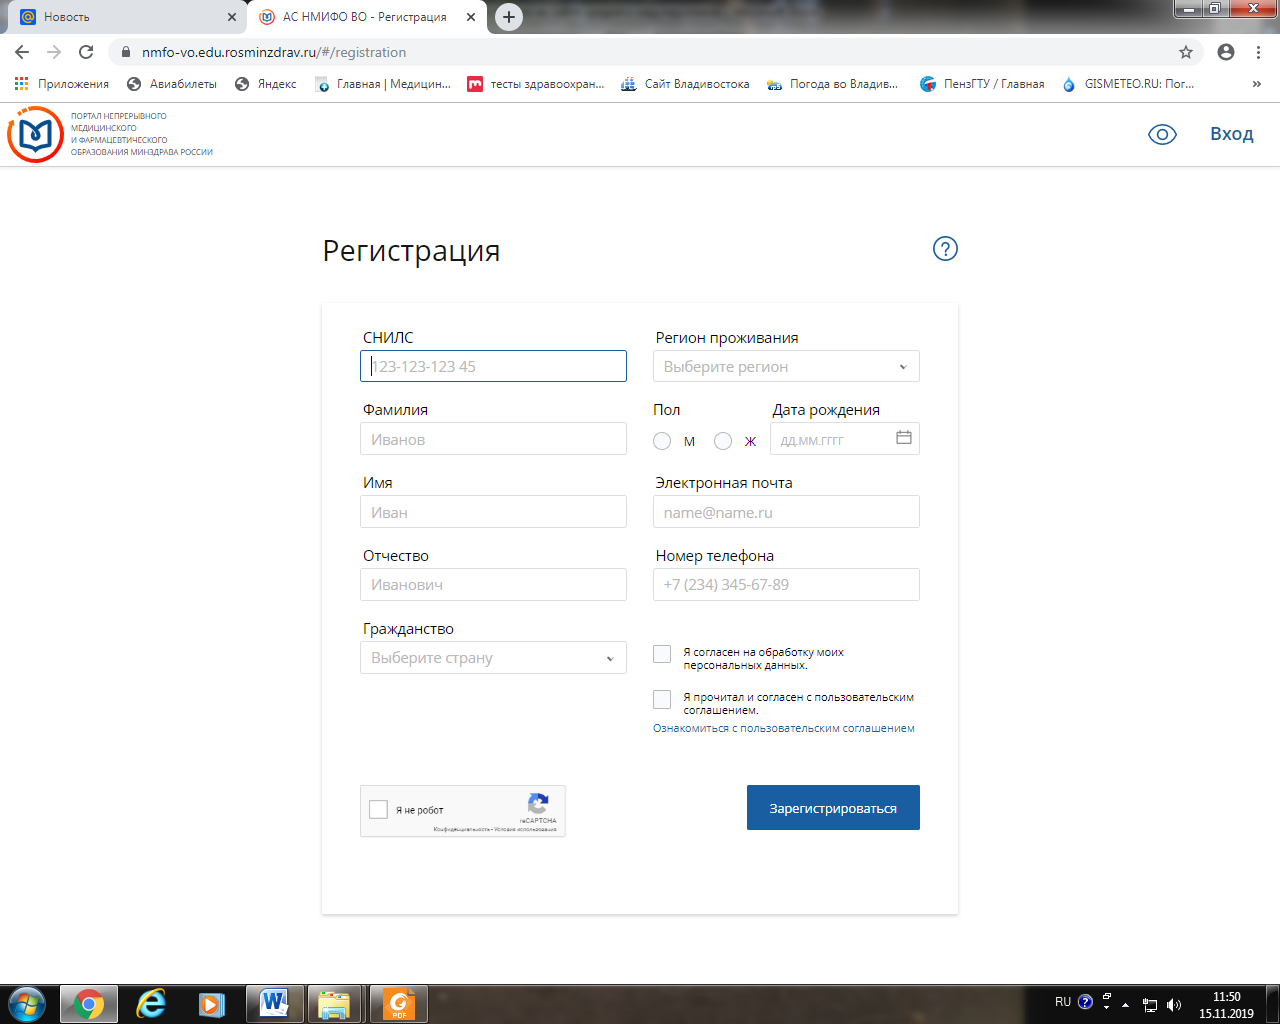 Новость
АС НМИФО ВО - Регистрация
nmfo-vo.edu.rosminzdrav.ru/#/registration
Приложения
Авиабилеты
Яндекс
Главная | Медицин...
тесты здравоохран...
Сайт Владивостока
Погода во Владив...
ПензГТУ / Главная
GISMETEO.RU: Пог...
»
ПОРТАЛ НЕПРЕРЫВНОГО
МЕДИЦИНСКОГО
И ФАРМАЦЕВТИЧЕСКОГО
ОБРАЗОВАНИЯ МИНЗДРАВА РОССИИ
Вход
Регистрация
?
СНИЛС
123-123-123 45
Регион проживания
Выберите регион
Фамилия
Иванов
Пол
М
Ж
Дата рождения
дд.мм.гггг
Имя
Иван
Электронная почта
name@name.ru
Отчество
Иванович
Номер телефона
+7 (234) 345-67-89
Гражданство
Выберите страну
Я согласен на обработку моих
персональных данных.
Я прочитал и согласен с пользовательским
соглашением.
Ознакомиться с пользовательским соглашением
Я не робот
reCAPTCHA
Конфиденциальность - Условия использования
Зарегистрироваться
PDF
RU
?
11:50
15.11.2019